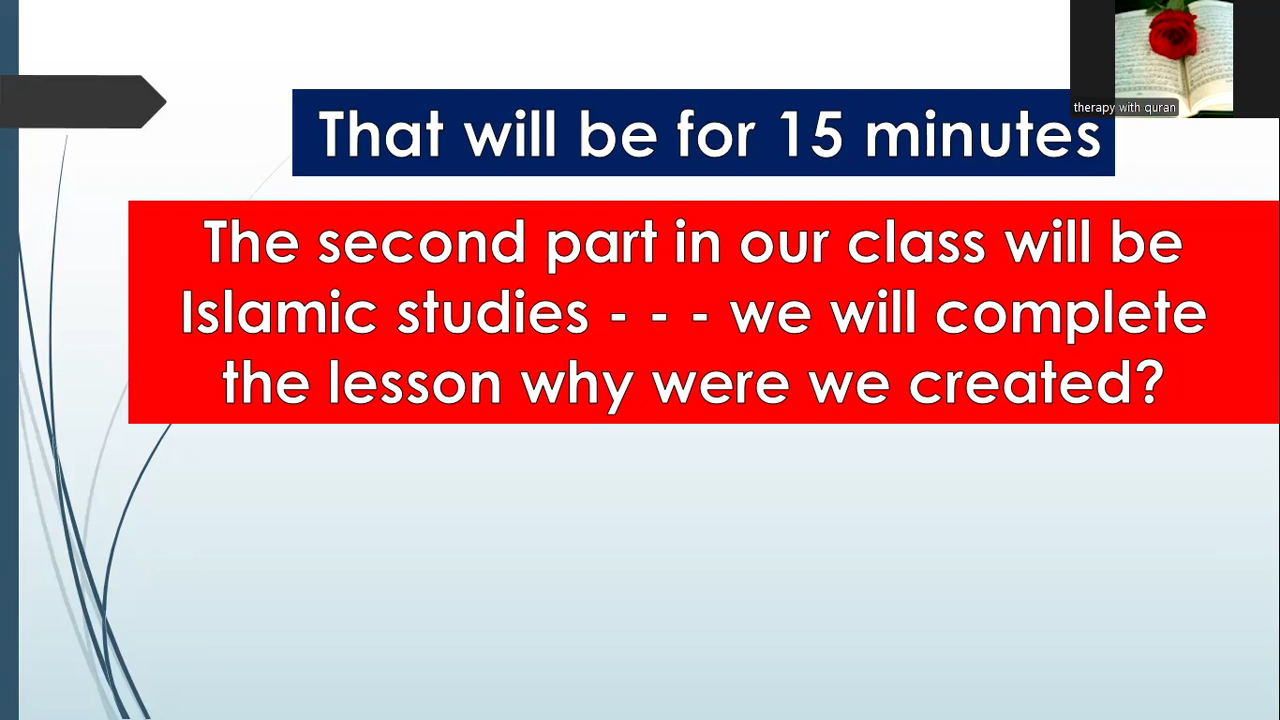 therapy with quran
That will be for 15 minutes
The second part in our class will be
Islamic studies - - - we will complete
the lesson why were we created?